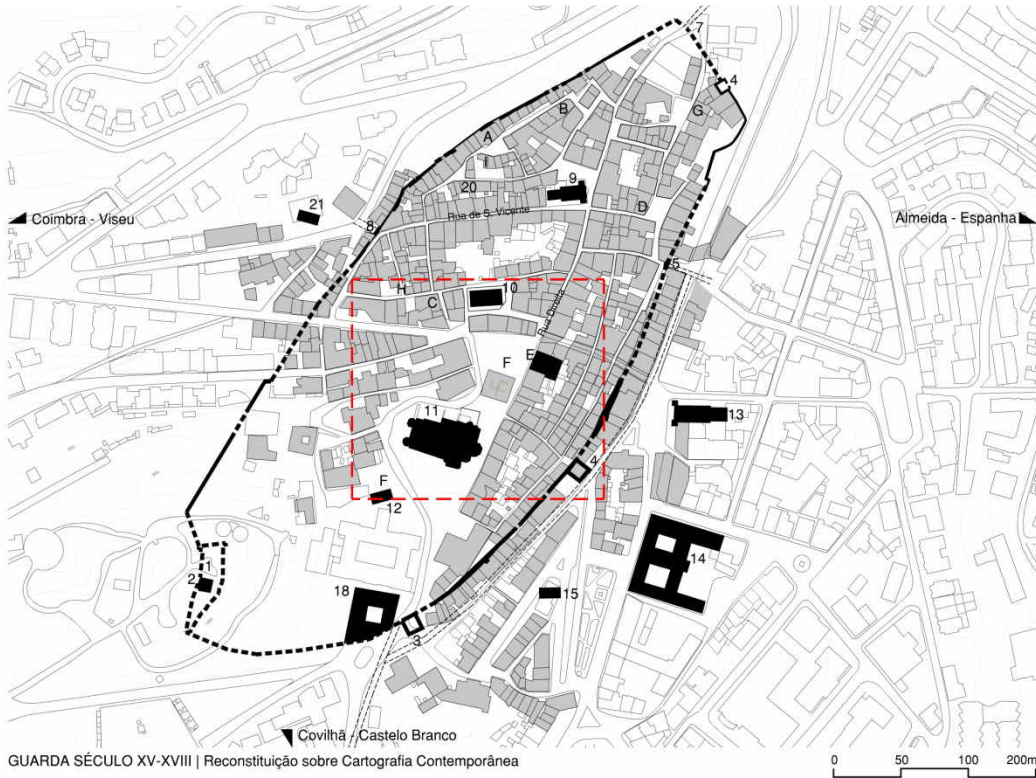 7
4
G
B
A
20
9
21
Coimbra - Viseu
8
Rua de S. Vicente
D
Almeida - Espanha
5
H
C
10
Rua Direita
E
F
11
13
4
F
12
14
1
2
18
15
3
Covilhã - Castelo Branco
GUARDA SÉCULO XV-XVIII | Reconstituição sobre Cartografia Contemporânea
0 50 100 200m